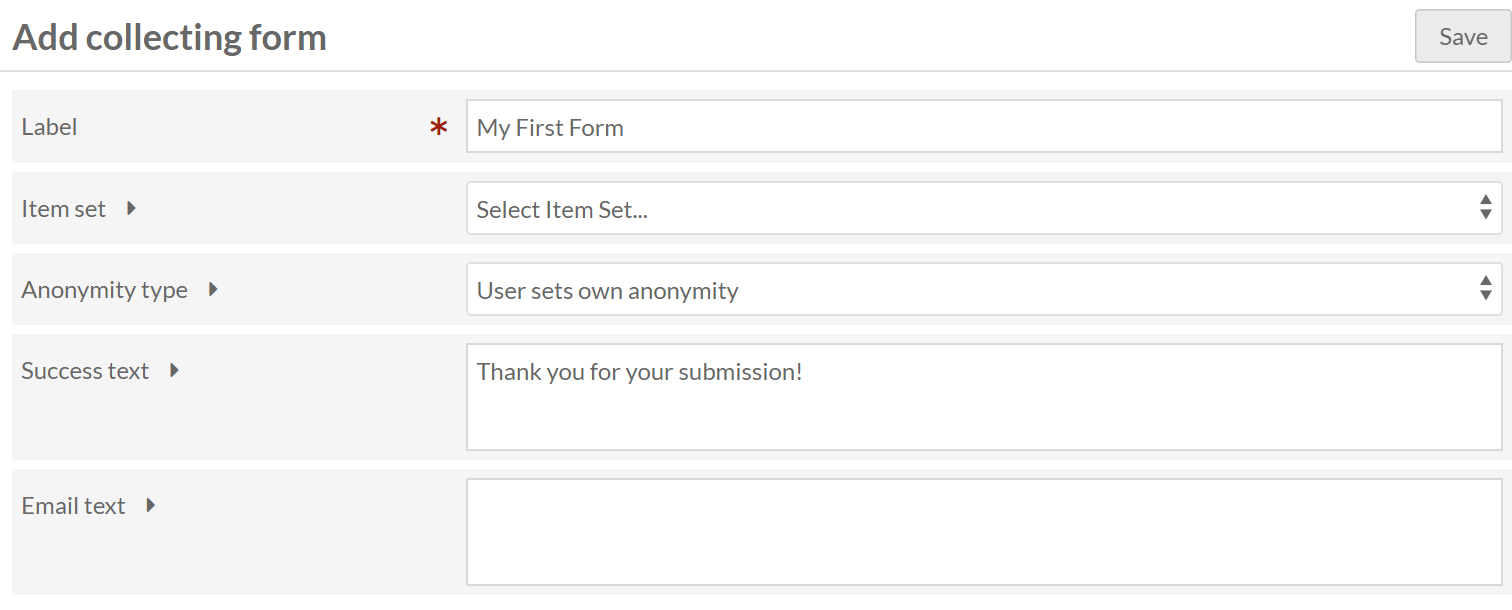 Add collecting form
Save
Label * My First Form
Item set Select Item Set...
Anonymity type User sets own anonymity
Success text Thank you for your submission!
Email text